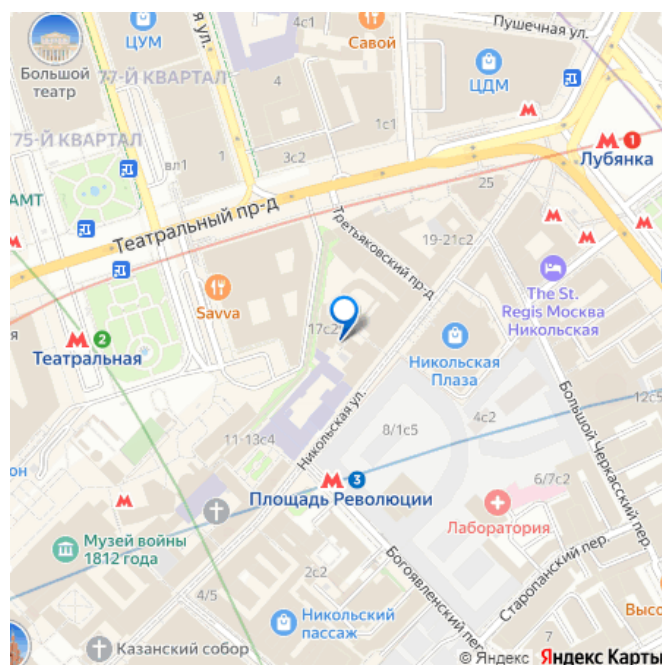 ЦУМ
Савой
Пушечная ул.
Большой
театр
77-Й КВАРТАЛ
4
ЦДМ
1с1
75-Й КВАРТАЛ
вл1
3с2
М 1
Лубянка
АМТ
25
Театральный пр-д
Третьяковский пр-д
19-21с2
Savva
The St.
Regis Москва
Никольская
М 2
Театральная
17с2
Никольская
Плаза
12с5
Никольская ул.
8/1с5
4с2
Большой Черкасский пер.
11-13с4
М 3
Площадь Революции
6/7с2
Лаборатория
Музей войны
1812 года
2с2
Старопанский пер.
4/5
Богоявленский пер.
Никольский
пассаж
Казанский собор
7
© Яндекс Яндекс Карты